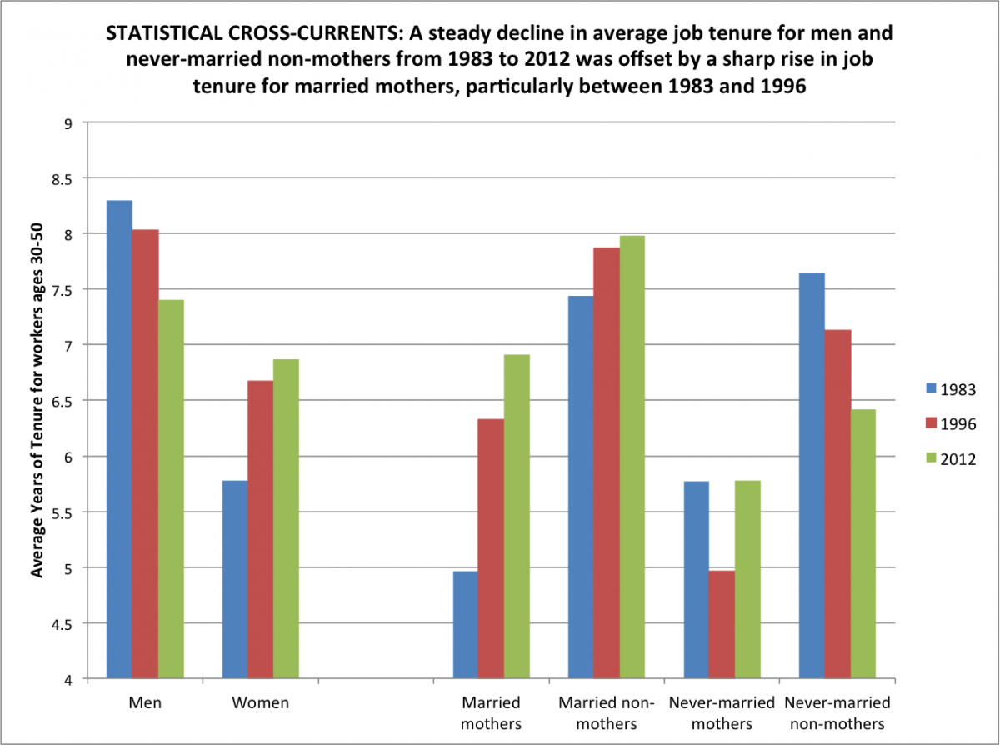 STATISTICAL CROSS-CURRENTS: A steady decline in average job tenure for men and
never-married non-mothers from 1983 to 2012 was offset by a sharp rise in job
tenure for married mothers, particularly between 1983 and 1996
Average Years of Tenure for workers ages 30-50
9
8.5
8
7.5
7
6.5
6
5.5
5
4.5
4
Men
Women
Married
mothers
Married non-
mothers
Never-married
mothers
Never-married
non-mothers
1983
1996
2012